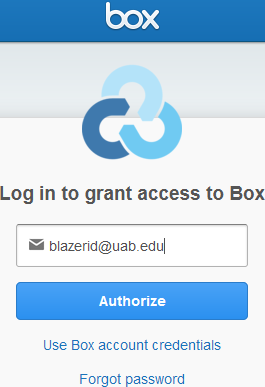 box
Log in to grant access to Box
blazerid@uab.edu
Authorize
Use Box account credentials
Forgot password